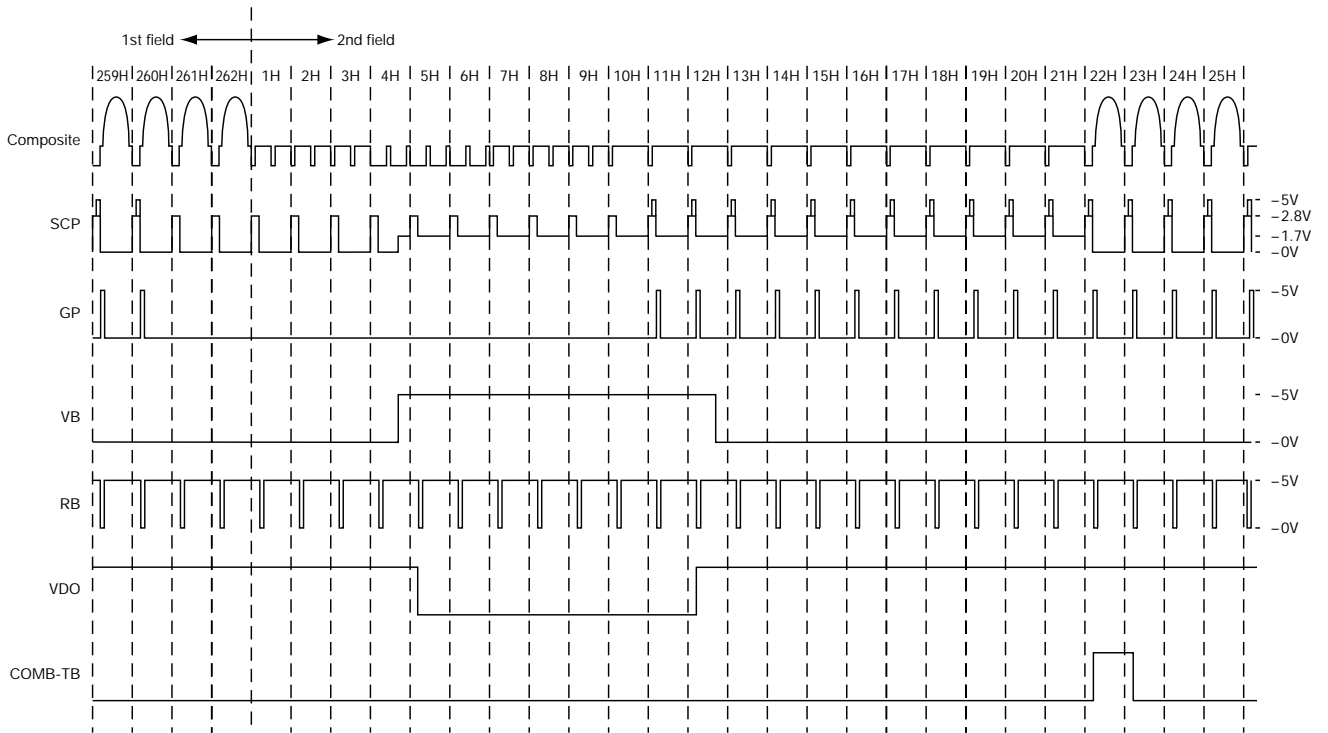 1st field 2nd field
259H 260H 261H 262H 1H 2H 3H 4H 5H 6H 7H 8H 9H 10H 11H 12H 13H 14H 15H 16H 17H 18H 19H 20H 21H 22H 23H 24H 25H
Composite
SCP
–5V
–2.8V
–1.7V
–0V
GP
–5V
–0V
VB
–5V
–0V
RB
–5V
–0V
VDO
COMB-TB